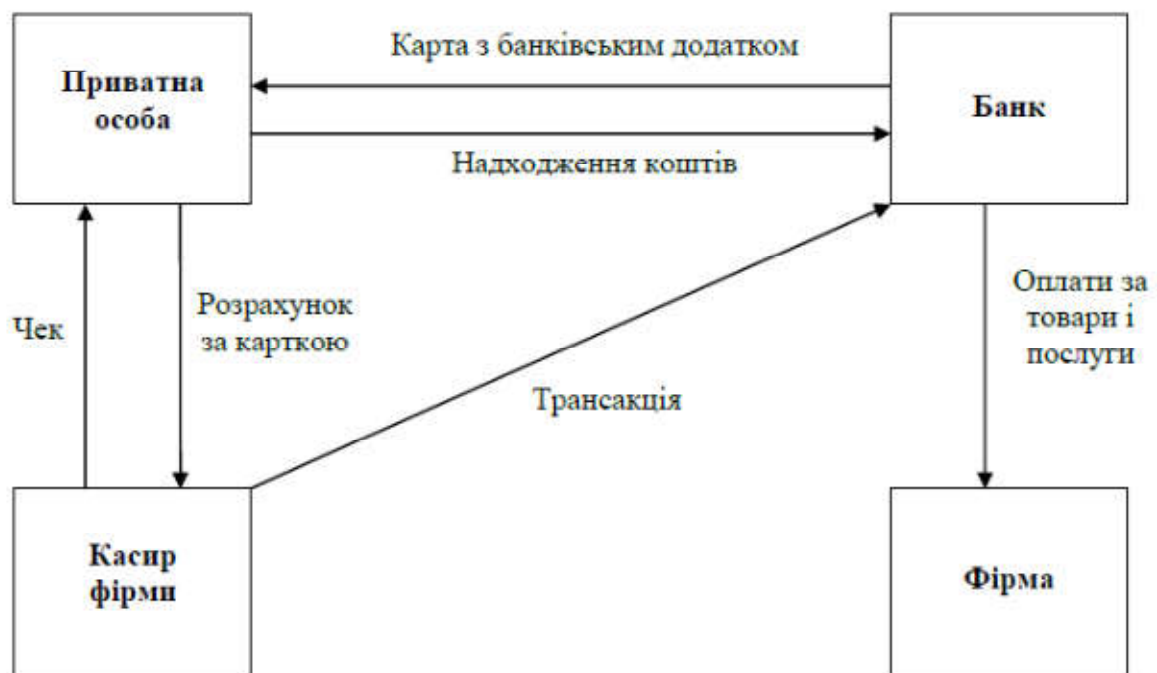 Карта з банківським додатком
Приватна
особа
Банк
Надходження коштів
Чек
Розрахунок
за карткою
Оплати за
товари і
послуги
Трансакція
Касир
фірми
Фірма